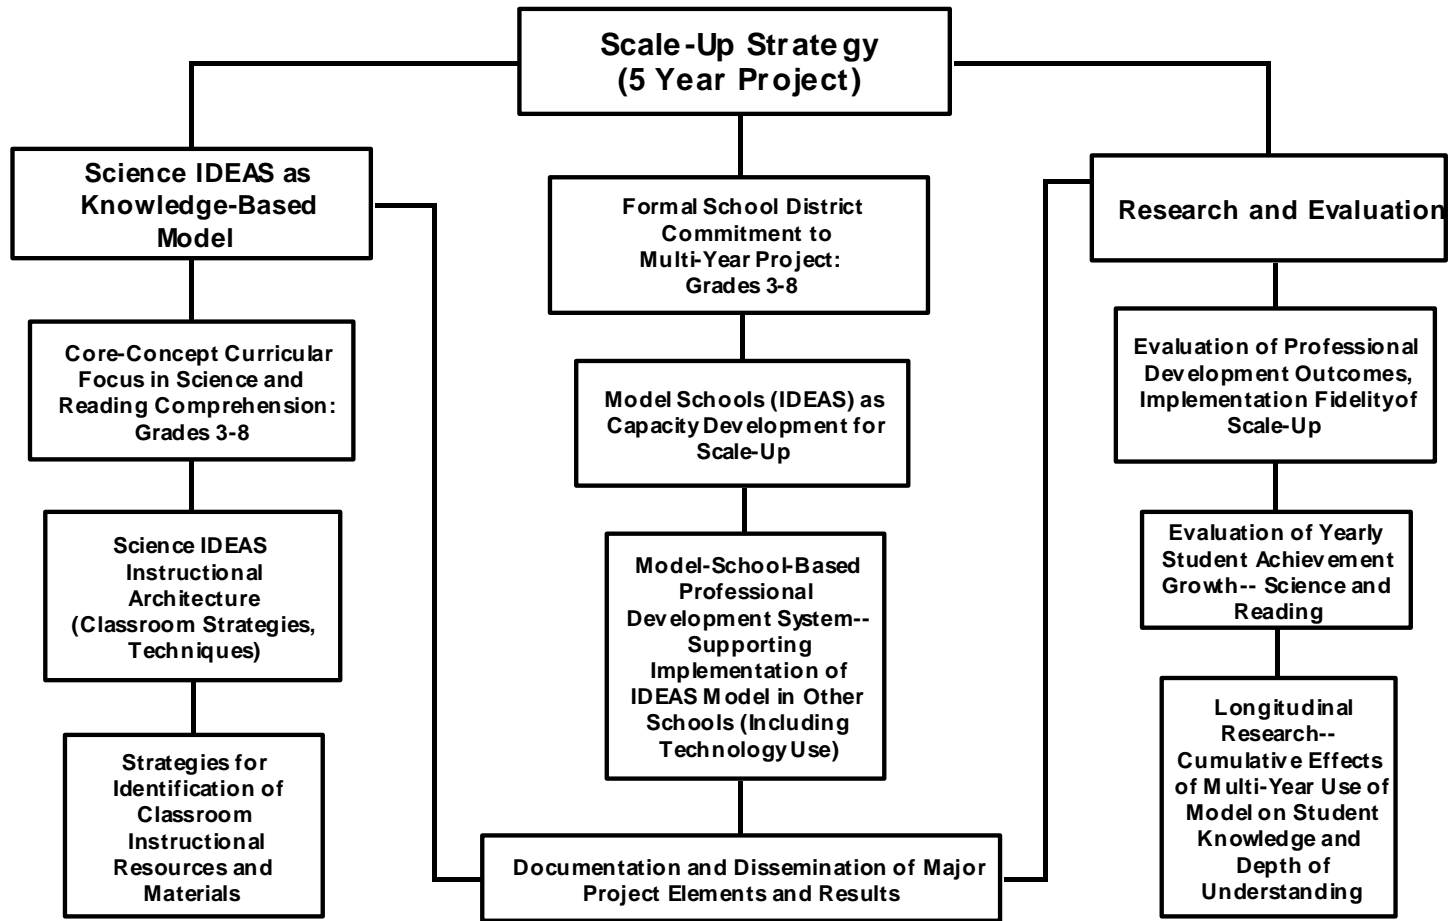 Scale-Up Strategy
(5 Year Project)
Science IDEAS as
Knowledge-Based
Model
Core-Concept Curricular
Focus in Science and
Reading Comprehension:
Grades 3-8
Science IDEAS
Instructional
Architecture
(Classroom Strategies,
Techniques)
Strategies for
Identification of
Classroom
Instructional
Resources and
Materials
Formal School District
Commitment to
Multi-Year Project:
Grades 3-8
Model Schools (IDEAS) as
Capacity Development for
Scale-Up
Model-School-Based
Professional
Development System--
Supporting
Implementation of
IDEAS Model in Other
Schools (Including
Technology Use)
Documentation and Dissemination of Major
Project Elements and Results
Research and Evaluation
Evaluation of Professional
Development Outcomes,
Implementation Fidelity of
Scale-Up
Evaluation of Yearly
Student Achievement
Growth-- Science and
Reading
Longitudinal
Research--
Cumulative Effects
of Multi-Year Use of
Model on Student
Knowledge and
Depth of
Understanding